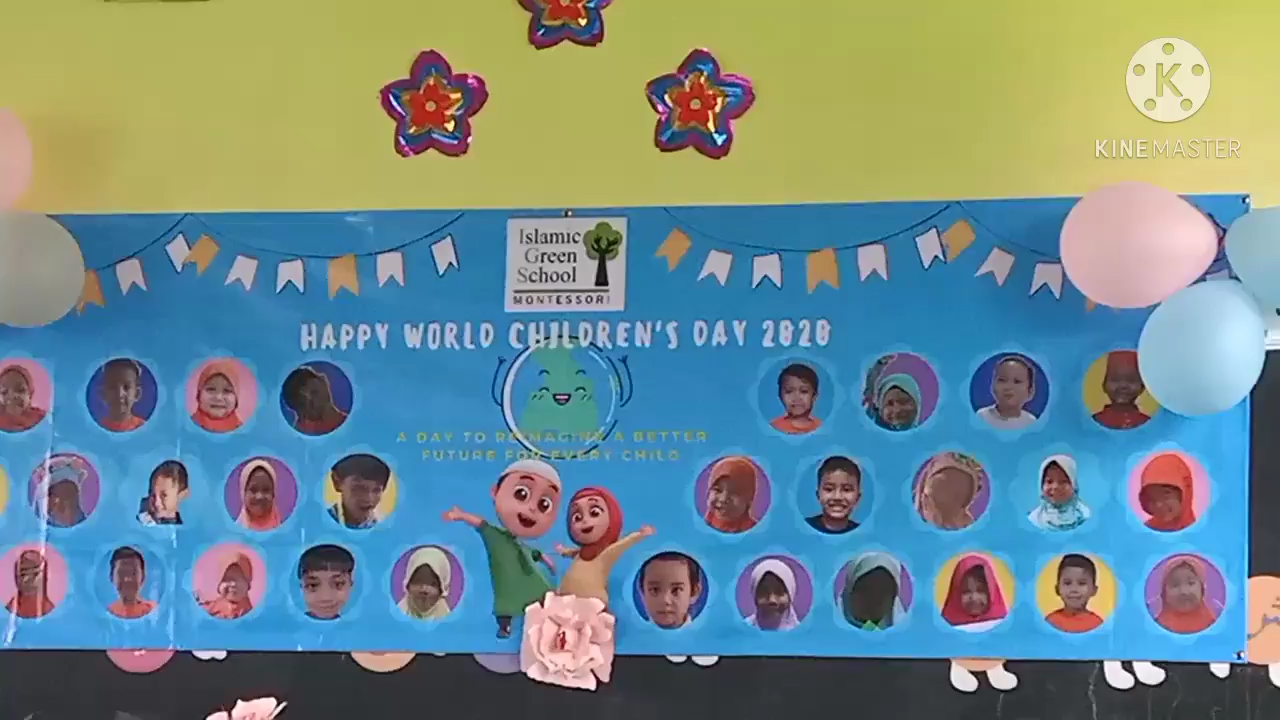 KINEMASTER
Islamic
Green
School
MONTESSORI
HAPPY WORLD CHILDREN'S DAY 2020
A DAY TO REIMAGINE A BETTER
FUTURE FOR EVERY CHILD